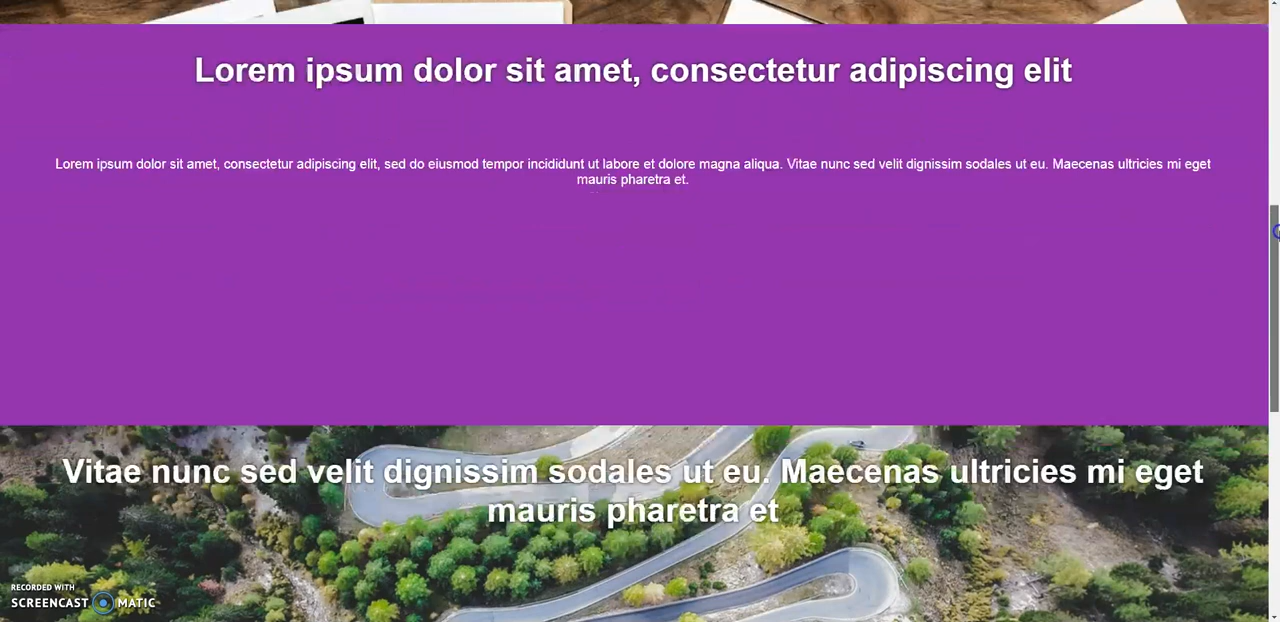 Lorem ipsum dolor sit amet, consectetur adipiscing elit
Lorem ipsum dolor sit amet, consectetur adipiscing elit, sed do eiusmod tempor incididunt ut labore et dolore magna aliqua. Vitae nunc sed velit dignissim sodales ut eu. Maecenas ultricies mi eget
mauris pharetra et.
Vitae nunc sed velit dignissim sodales ut eu. Maecenas ultricies mi eget
mauris pharetra et
RECORDED WITH
SCREENCAST MATIC